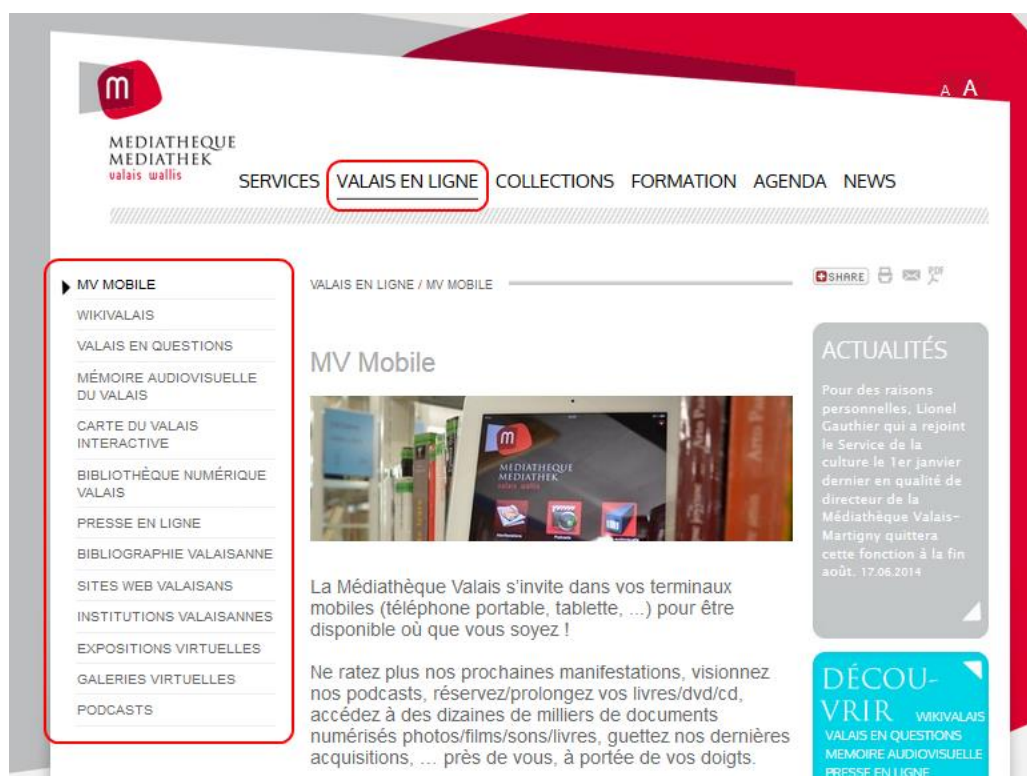 m
A A
MEDIATHEQUE
MEDIATHEK
valais wallis
SERVICES VALAIS EN LIGNE COLLECTIONS FORMATION AGENDA NEWS
MV MOBILE
WIKIVALAIS
VALAIS EN QUESTIONS
MÉMOIRE AUDIOVISUELLE
DU VALAIS
CARTE DU VALAIS
INTERACTIVE
BIBLIOTHÈQUE NUMÉRIQUE
VALAIS
PRESSE EN LIGNE
BIBLIOGRAPHIE VALAISANNE
SITES WEB VALAISANS
INSTITUTIONS VALAISANNES
EXPOSITIONS VIRTUELLES
GALERIES VIRTUELLES
PODCASTS
VALAIS EN LIGNE / MV MOBILE
MV Mobile
m
MEDIATHEQUE
MEDIATHEK
valais wallis
La Médiathèque Valais s'invite dans vos terminaux
mobiles (téléphone portable, tablette, ...) pour être
disponible où que vous soyez !
Ne ratez plus nos prochaines manifestations, visionnez
nos podcasts, réservez/prolongez vos livres/dvd/cd,
accédez à des dizaines de milliers de documents
numérisés photos/films/sons/livres, guettez nos dernières
acquisitions, … près de vous, à portée de vos doigts.
SHARE PDF
ACTUALITÉS
Pour des raisons
personnelles, Lionel
Gauthier qui a rejoint
le Service de la
culture le 1er janvier
dernier en qualité de
directeur de la
Médiathèque Valais-
Martigny quittera
cette fonction à la fin
août. 17.06.2014
DÉCOU-
VRIR WIKIVALAIS
VALAIS EN QUESTIONS
MEMOIRE AUDIOVISUELLE
PRESSE EN LIGNE